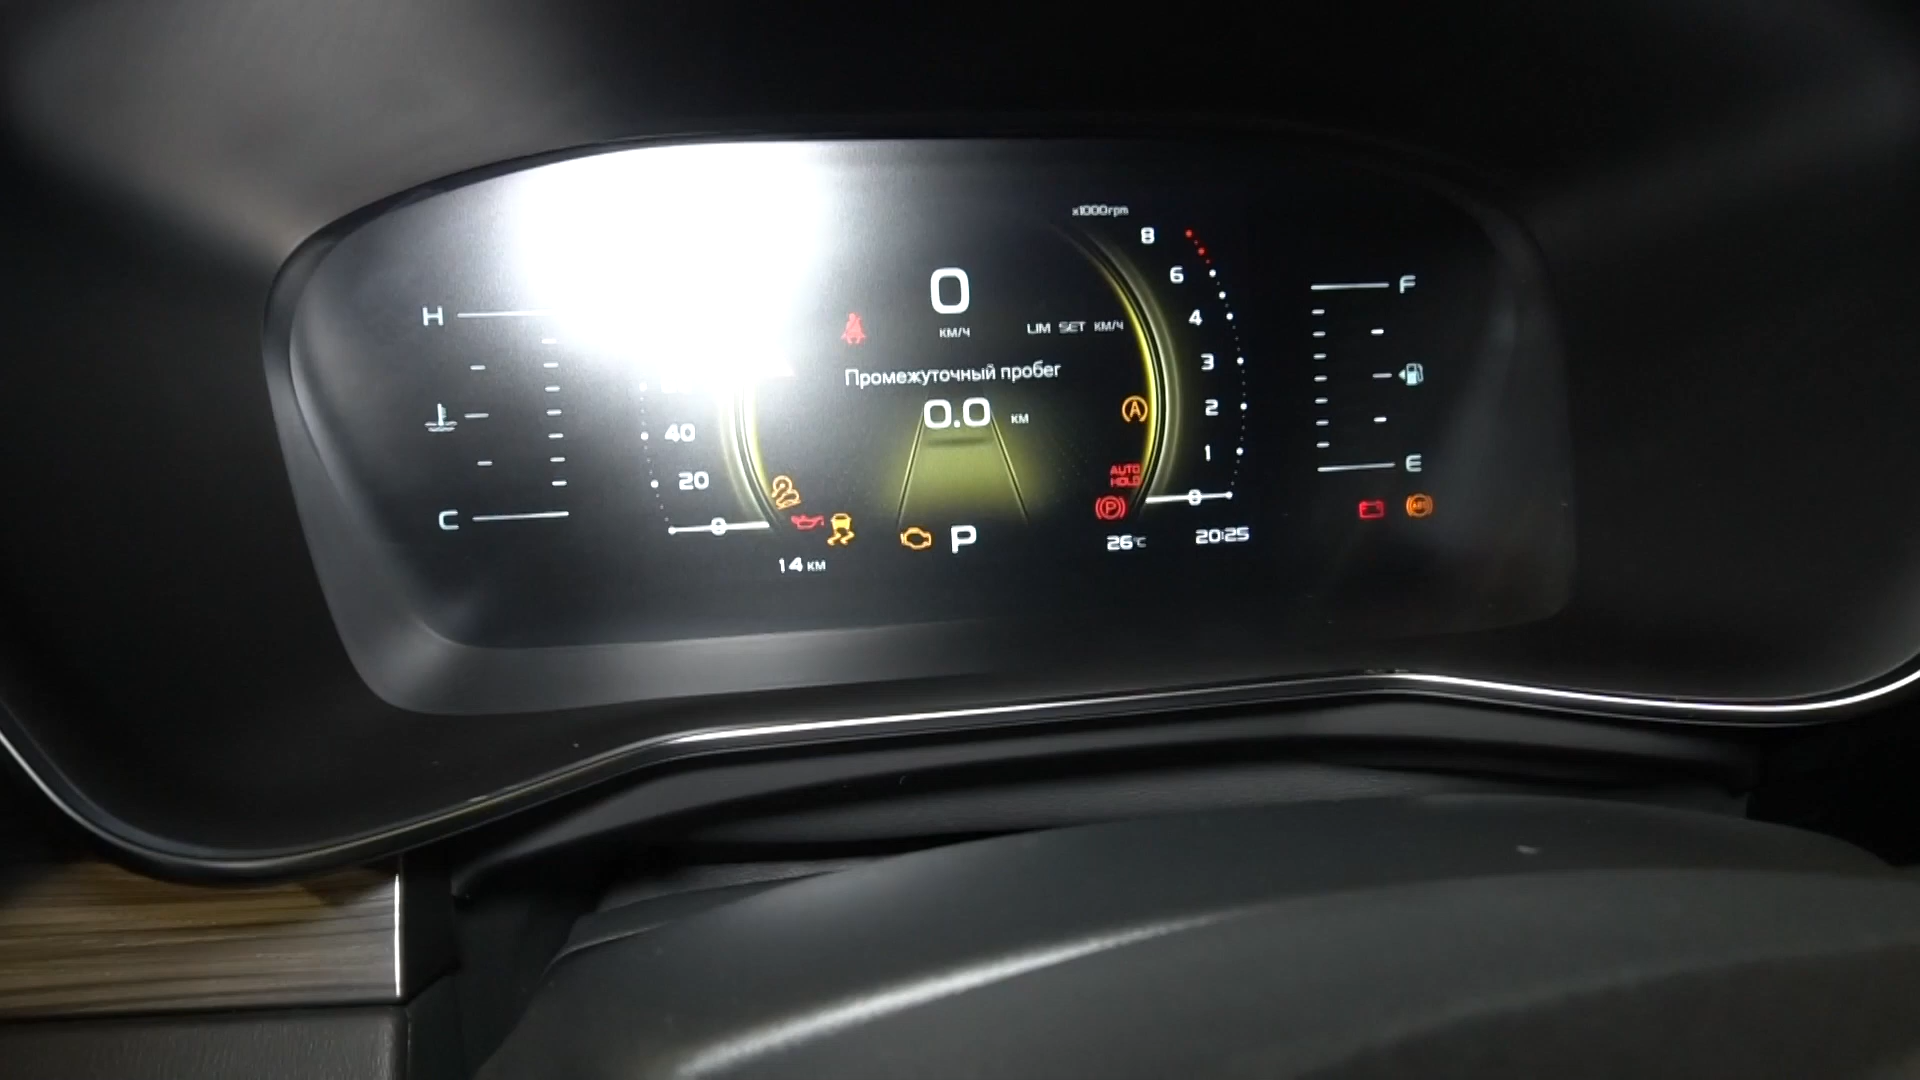 x1000rpm
8
6
4
3
2
1
0
0
км/ч
LIM SET км/ч
Промежуточный пробег
0.0 км
H
C
40
20
0
A
AUTO HOLD
P
P
14 км
26°C
20:25
F
E
ABS